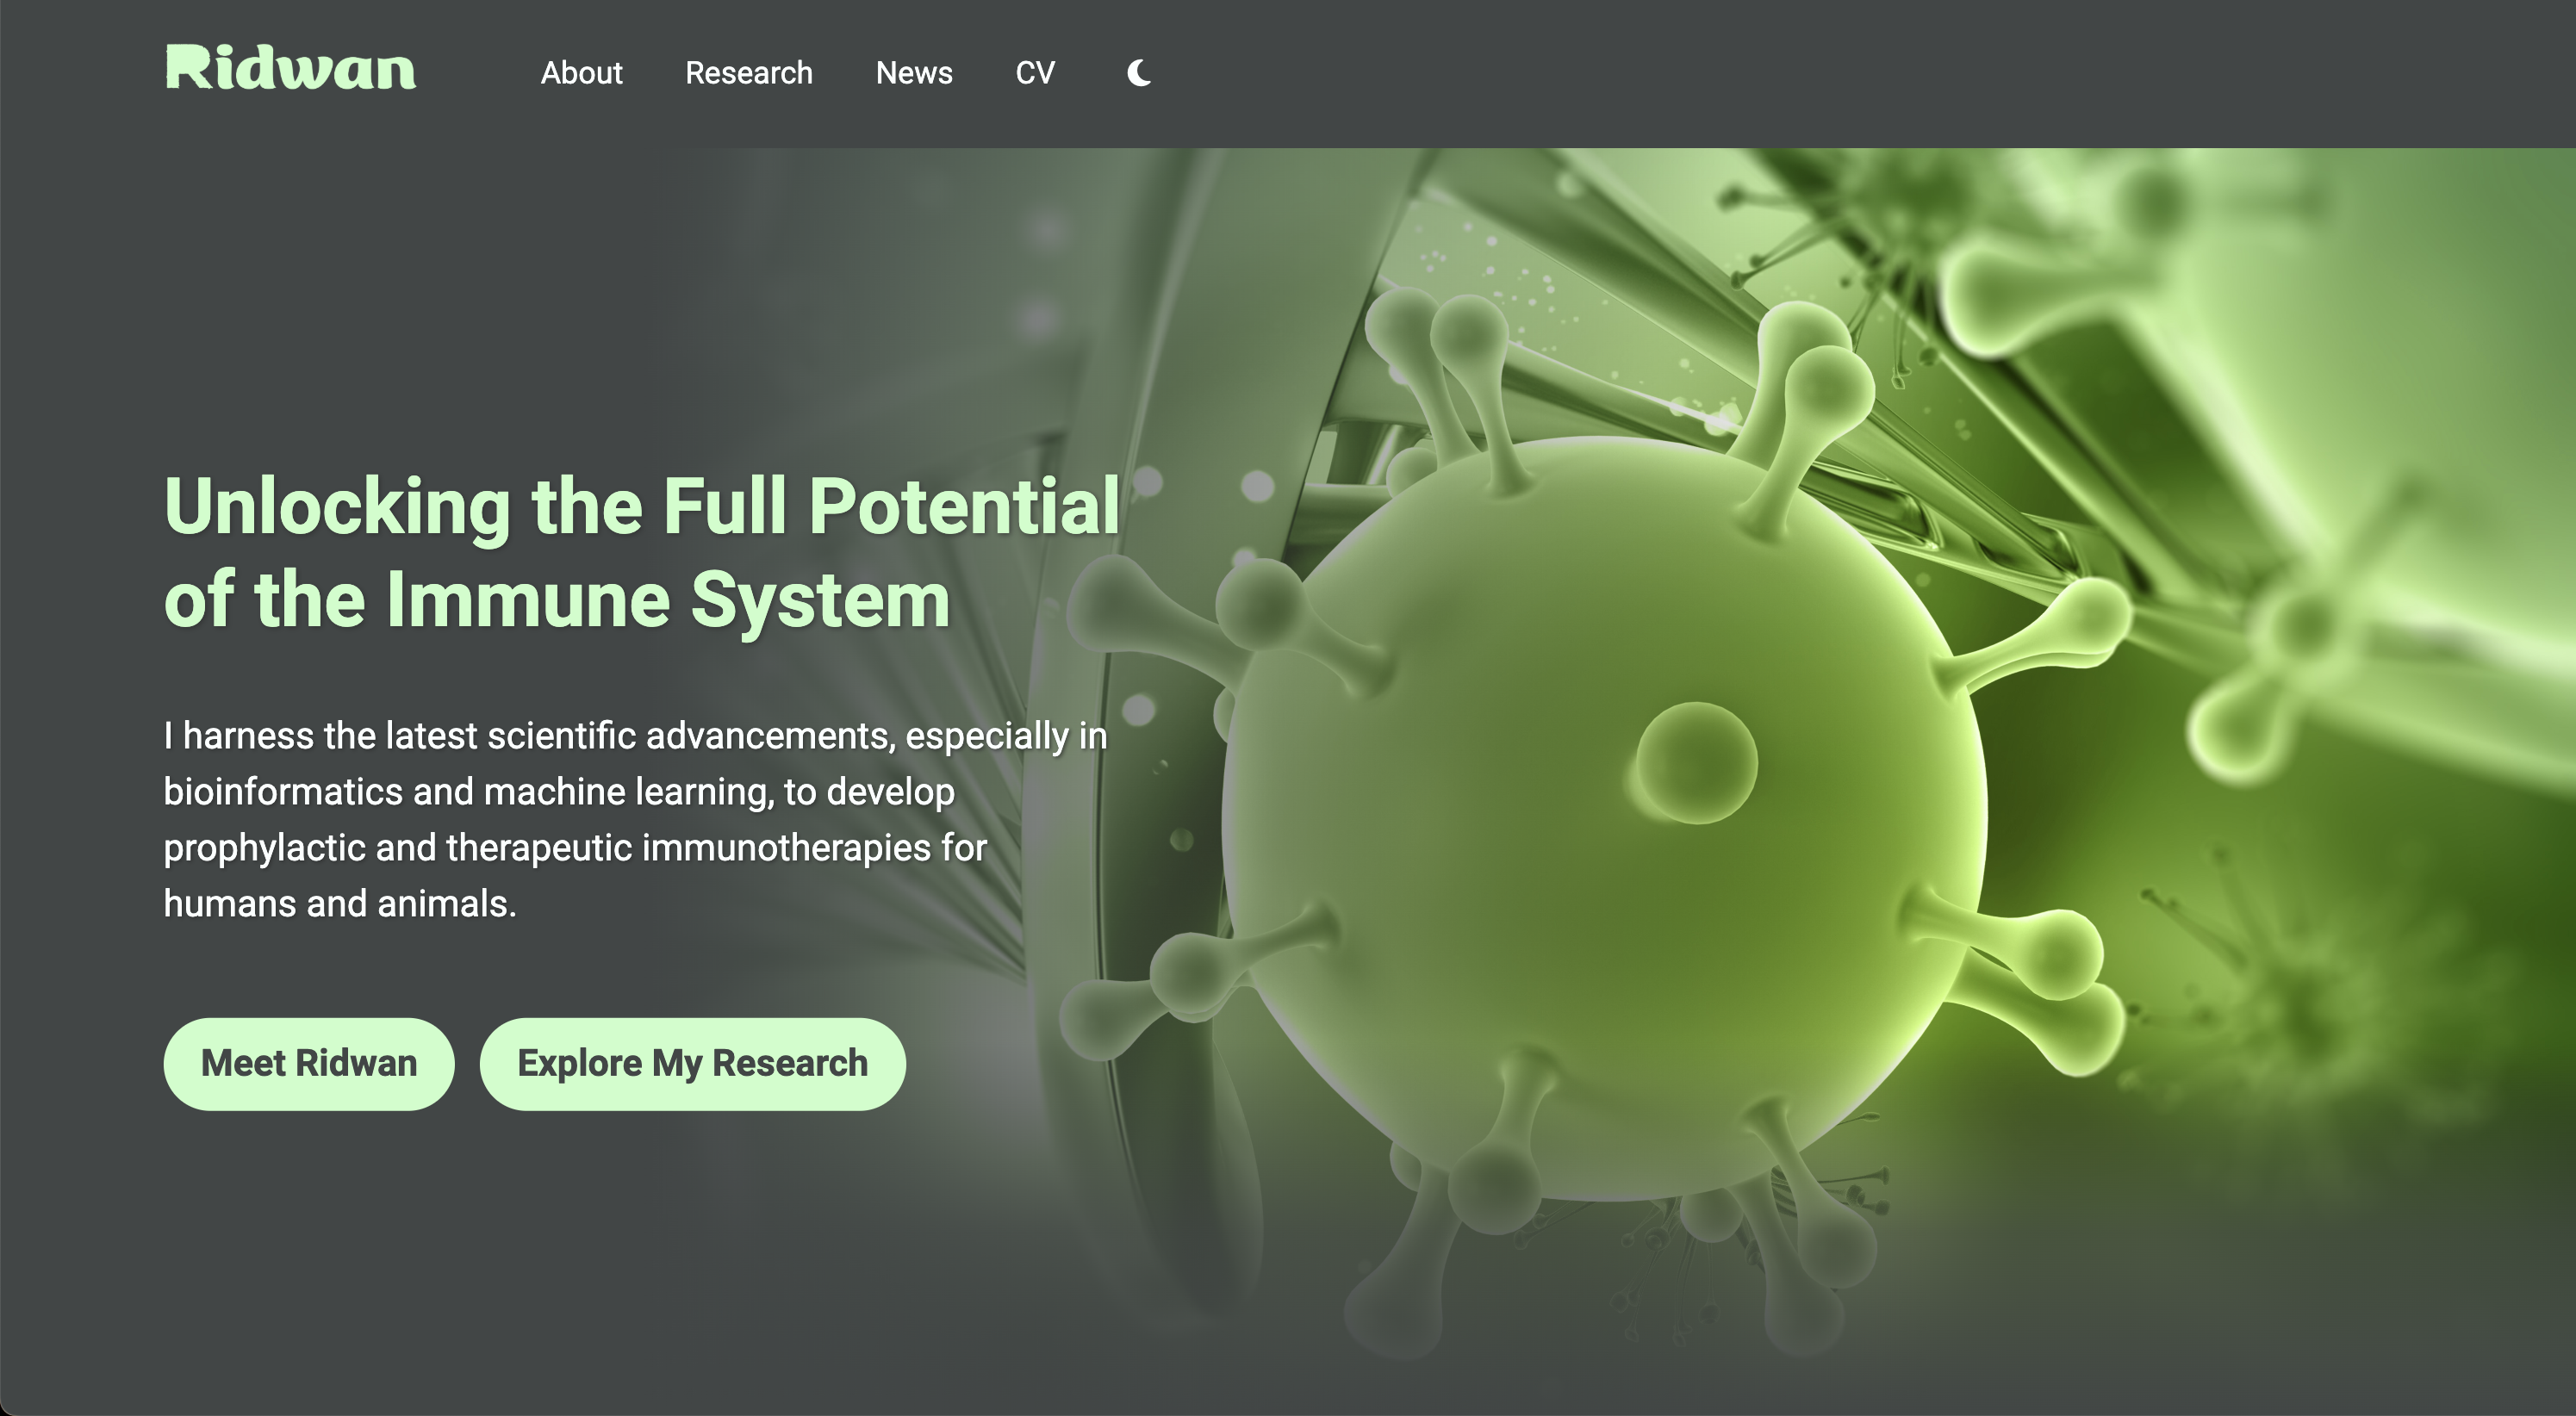 Ridwan
About Research News CV
Unlocking the Full Potential
of the Immune System
I harness the latest scientific advancements, especially in
bioinformatics and machine learning, to develop
prophylactic and therapeutic immunotherapies for
humans and animals.
Meet Ridwan Explore My Research